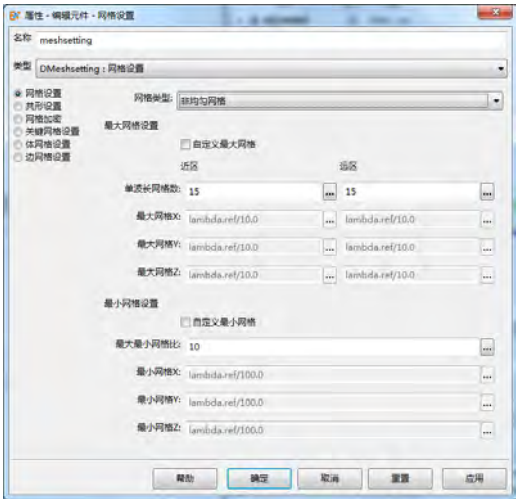 属性 - 编辑元件 - 网格设置
名称 meshsetting
类型 DMeshsetting : 网格设置
网格设置
共形设置
网格加密
关键网格设置
体网格设置
边网格设置
网格类型: 非均匀网格
最大网格设置
自定义最大网格
近区 远区
单波长网格数: 15 ... 15 ...
最大网格X: lambda.ref/10.0 ... lambda.ref/10.0 ...
最大网格Y: lambda.ref/10.0 ... lambda.ref/10.0 ...
最大网格Z: lambda.ref/10.0 ... lambda.ref/10.0 ...
最小网格设置
自定义最小网格
最大最小网格比: 10 ...
最小网格X: lambda.ref/100.0 ...
最小网格Y: lambda.ref/100.0 ...
最小网格Z: lambda.ref/100.0 ...
帮助 确定 取消 重置 应用